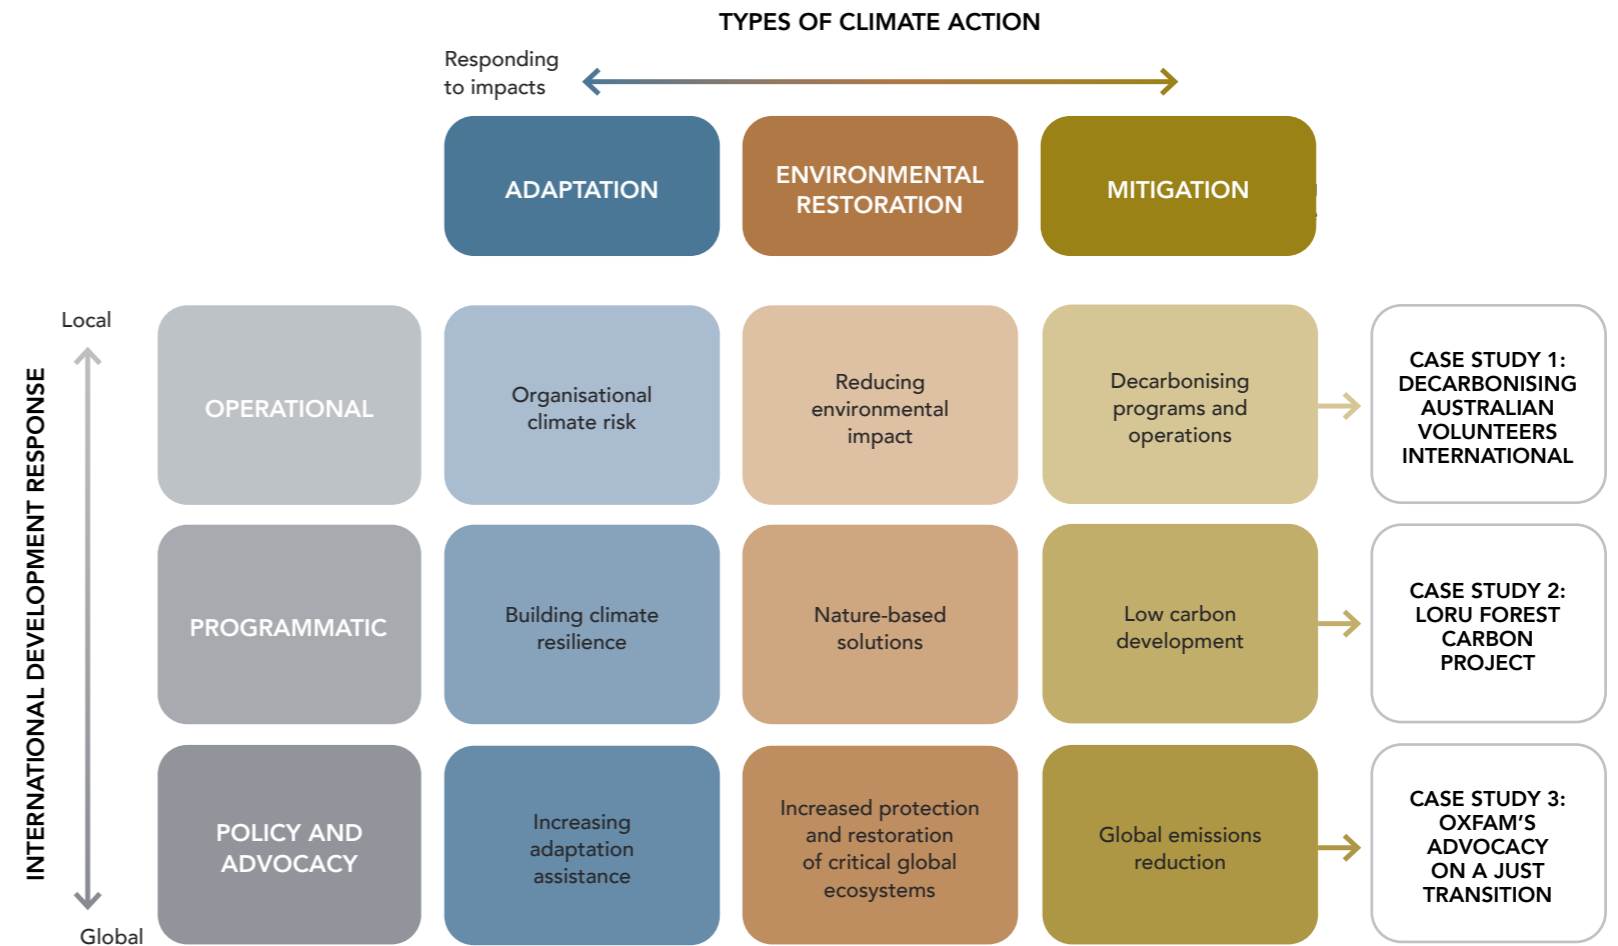 TYPES OF CLIMATE ACTION
Responding
to impacts
ADAPTATION
ENVIRONMENTAL
RESTORATION
MITIGATION
INTERNATIONAL DEVELOPMENT RESPONSE
Local
Global
OPERATIONAL
Organisational
climate risk
Reducing
environmental
impact
Decarbonising
programs and
operations
CASE STUDY 1:
DECARBONISING
AUSTRALIAN
VOLUNTEERS
INTERNATIONAL
PROGRAMMATIC
Building climate
resilience
Nature-based
solutions
Low carbon
development
CASE STUDY 2:
LORU FOREST
CARBON
PROJECT
POLICY AND
ADVOCACY
Increasing
adaptation
assistance
Increased protection
and restoration
of critical global
ecosystems
Global emissions
reduction
CASE STUDY 3:
OXFAM'S
ADVOCACY
ON A JUST
TRANSITION